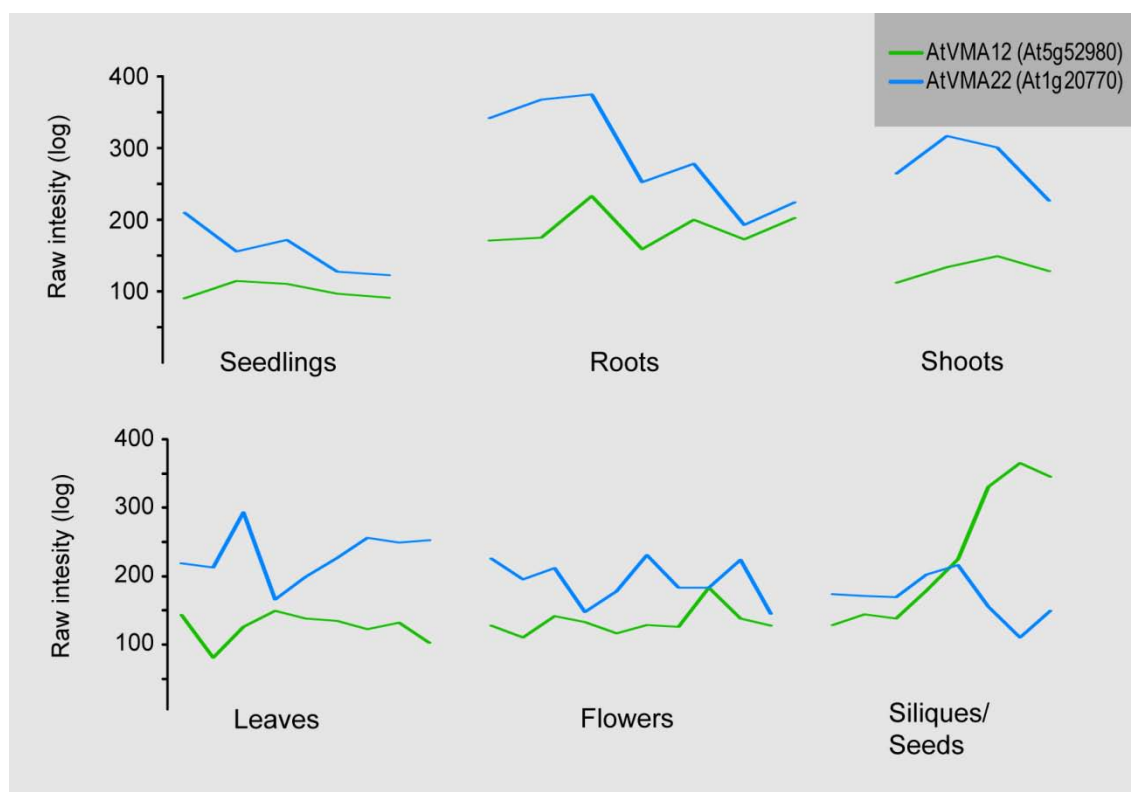 AtVMA12 (At5g52980)
AtVMA22 (At1g20770)
Raw intesity (log)
400
300
200
100
Seedlings
Roots
Shoots
Raw intesity (log)
400
300
200
100
Leaves
Flowers
Siliques/
Seeds